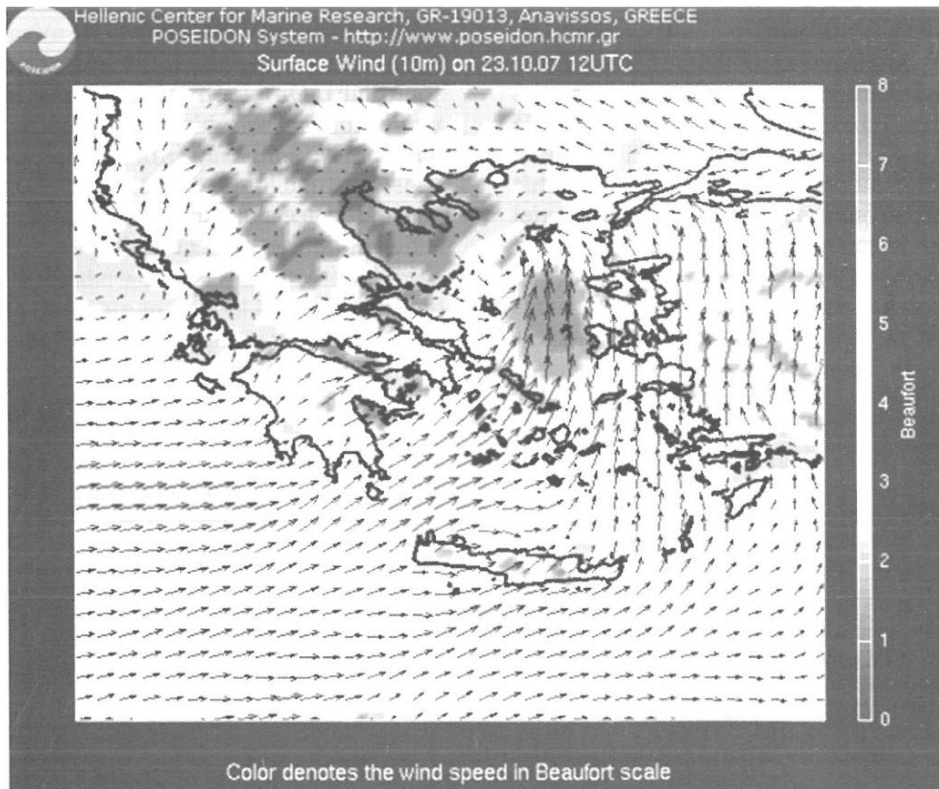 Hellenic Center for Marine Research, GR-19013, Anavissos, GREECE
POSEIDON System - http://www.poseidon.hcmr.gr
POSEIDON
Surface Wind (10m) on 23.10.07 12UTC
8
7
6
5
4
3
2
1
0
Beaufort
Color denotes the wind speed in Beaufort scale